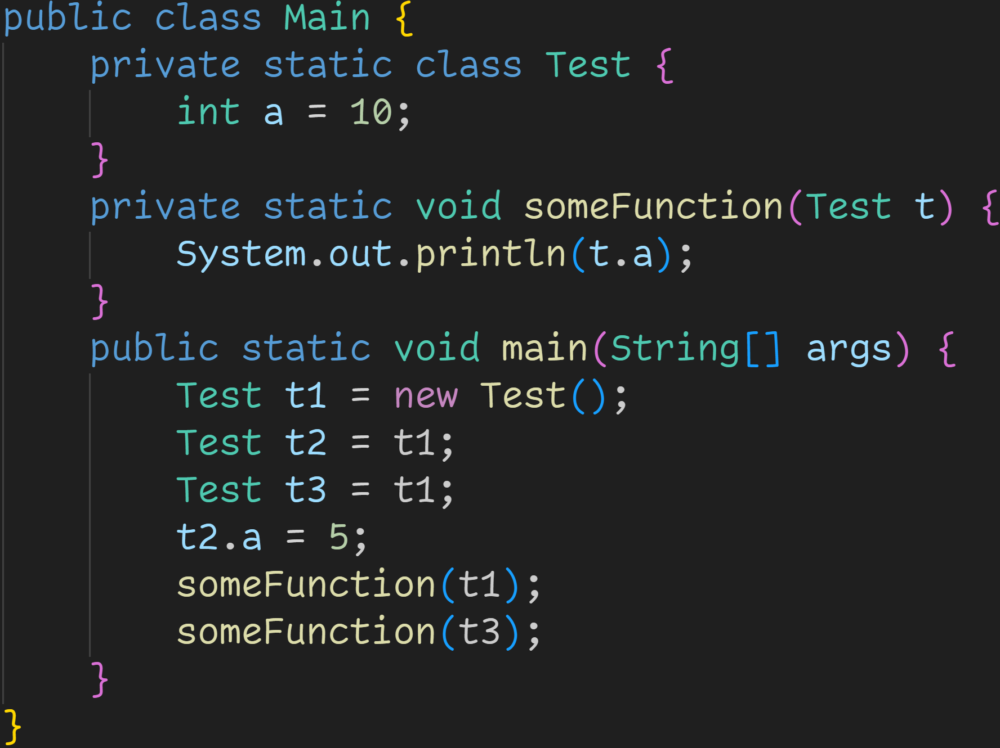 public class Main {
    private static class Test {
        int a = 10;
    }
    private static void someFunction(Test t) {
        System.out.println(t.a);
    }
    public static void main(String[] args) {
        Test t1 = new Test();
        Test t2 = t1;
        Test t3 = t1;
        t2.a = 5;
        someFunction(t1);
        someFunction(t3);
    }
}